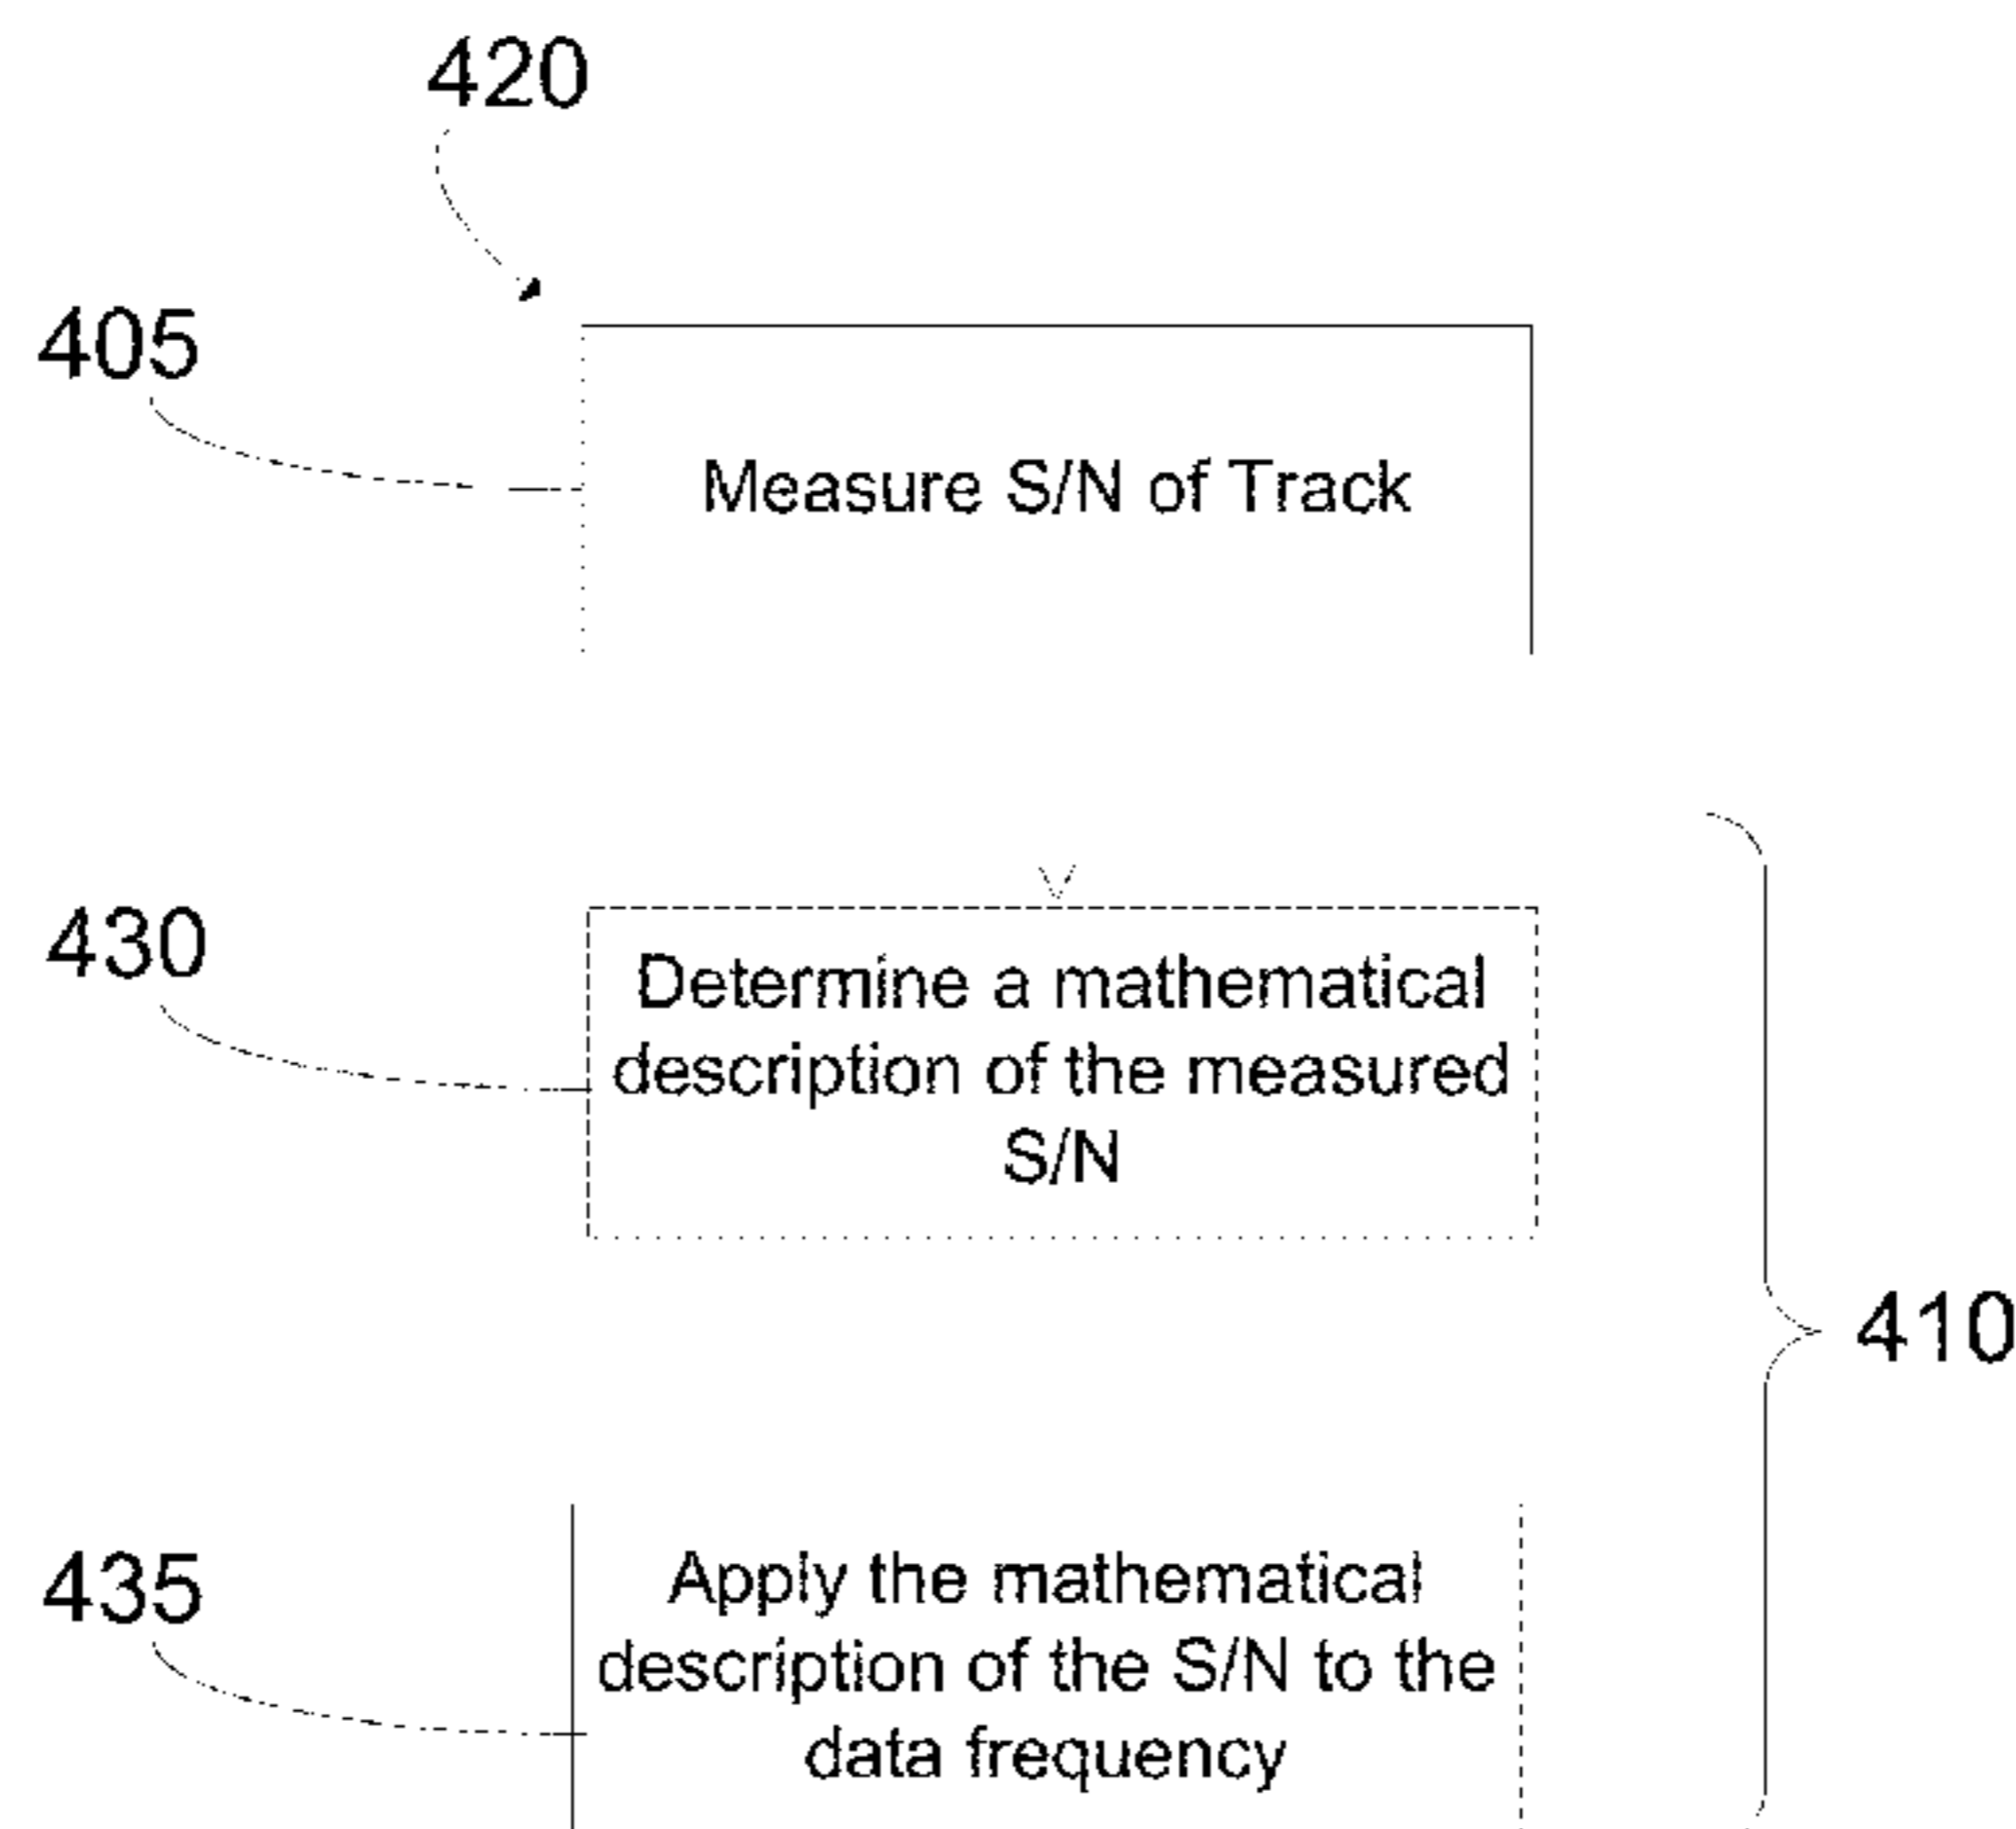 420
405
Measure S/N of Track
430
Determine a mathematical
description of the measured
S/N
410
435
Apply the mathematical
description of the S/N to the
data frequency